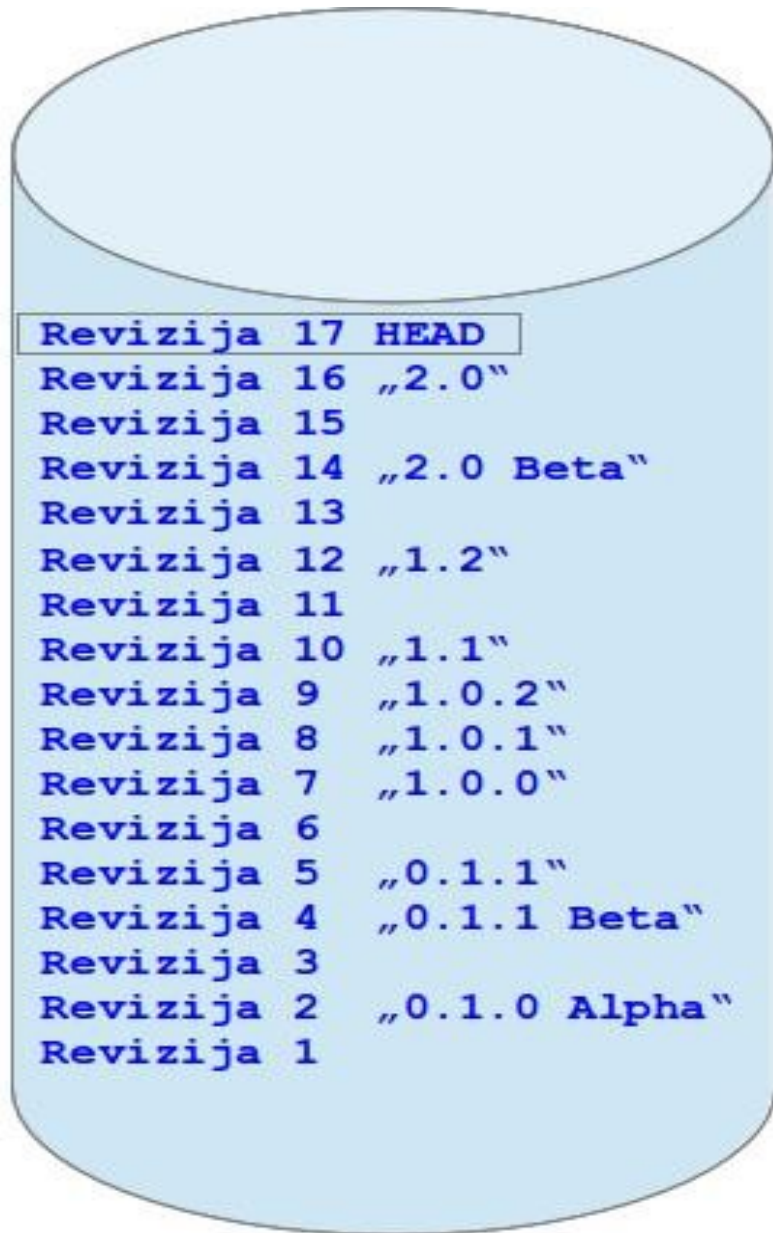 Revizija 17 HEAD
Revizija 16 „2.0‟
Revizija 15
Revizija 14 „2.0 Beta‟
Revizija 13
Revizija 12 „1.2‟
Revizija 11
Revizija 10 „1.1‟
Revizija 9 „1.0.2‟
Revizija 8 „1.0.1‟
Revizija 7 „1.0.0‟
Revizija 6
Revizija 5 „0.1.1‟
Revizija 4 „0.1.1 Beta‟
Revizija 3
Revizija 2 „0.1.0 Alpha‟
Revizija 1